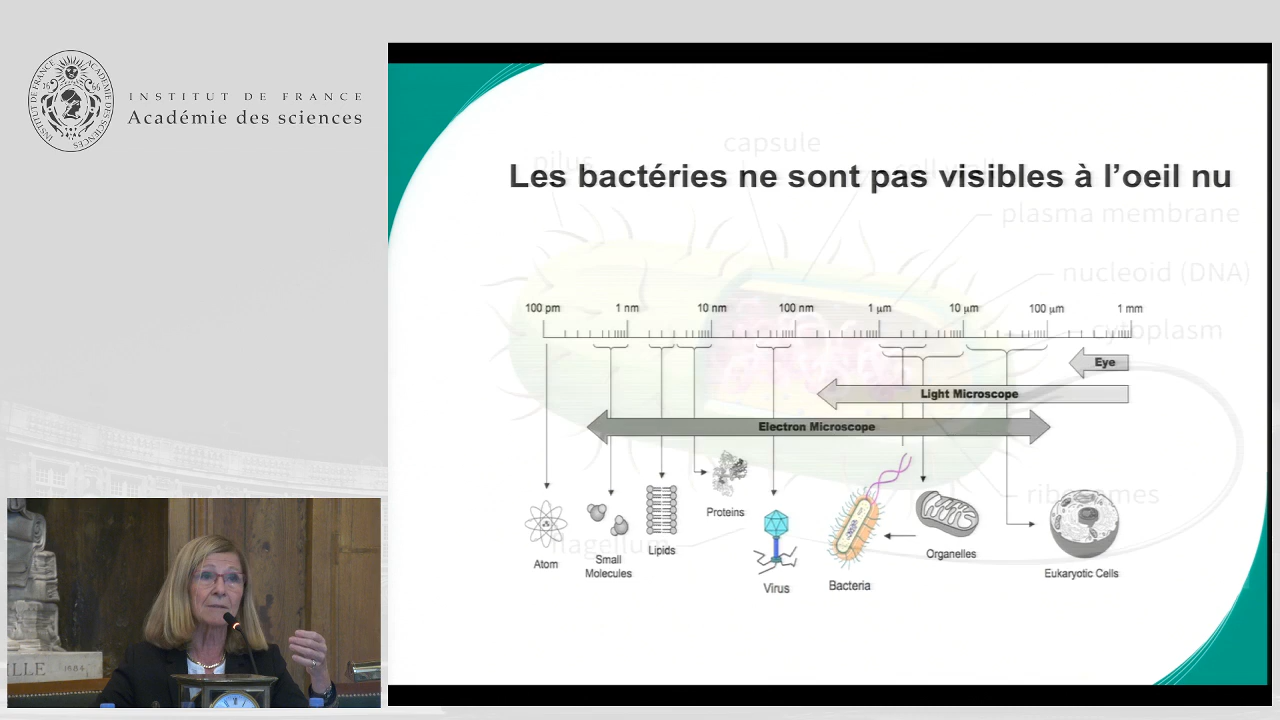 INSTITUT DE FRANCE
Académie des sciences
capsule
pilus
Les bactéries ne sont pas visibles à l'oeil nu
plasma membrane
nucleoid (DNA)
100 pm 1 nm 10 nm 100 nm 1 µm 10 µm 100 µm 1 mm
cytoplasm
Eye
Light Microscope
Electron Microscope
ribosomes
Proteins
flagellum
Lipids
Organelles
Atom
Small
Molecules
Virus
Bacteria
Eukaryotic Cells
LLE 1684